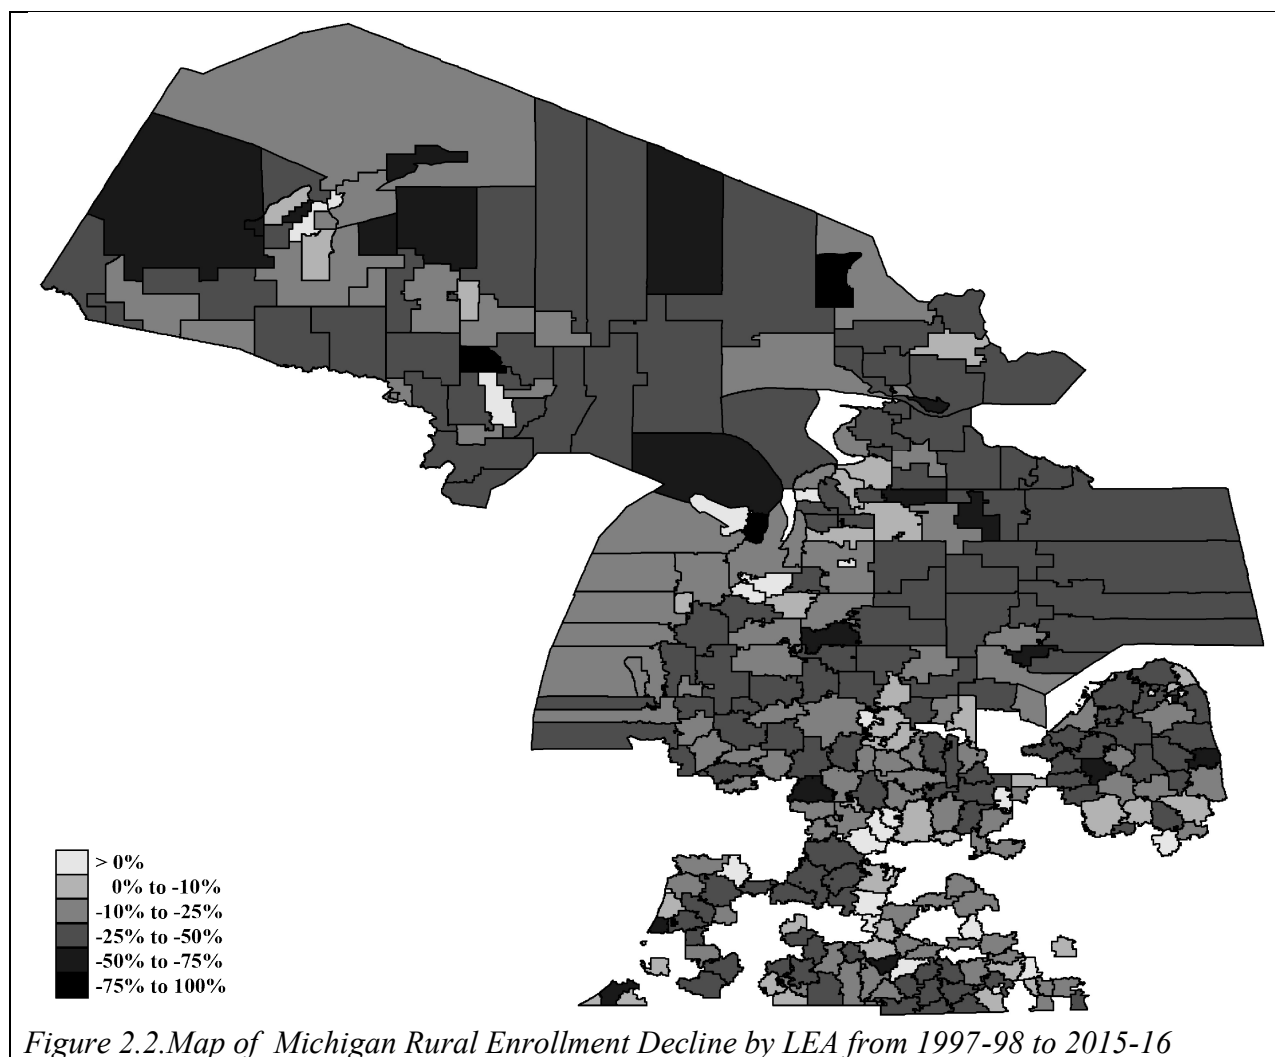 > 0%
0% to -10%
-10% to -25%
-25% to -50%
-50% to -75%
-75% to 100%
Figure 2.2.Map of Michigan Rural Enrollment Decline by LEA from 1997-98 to 2015-16